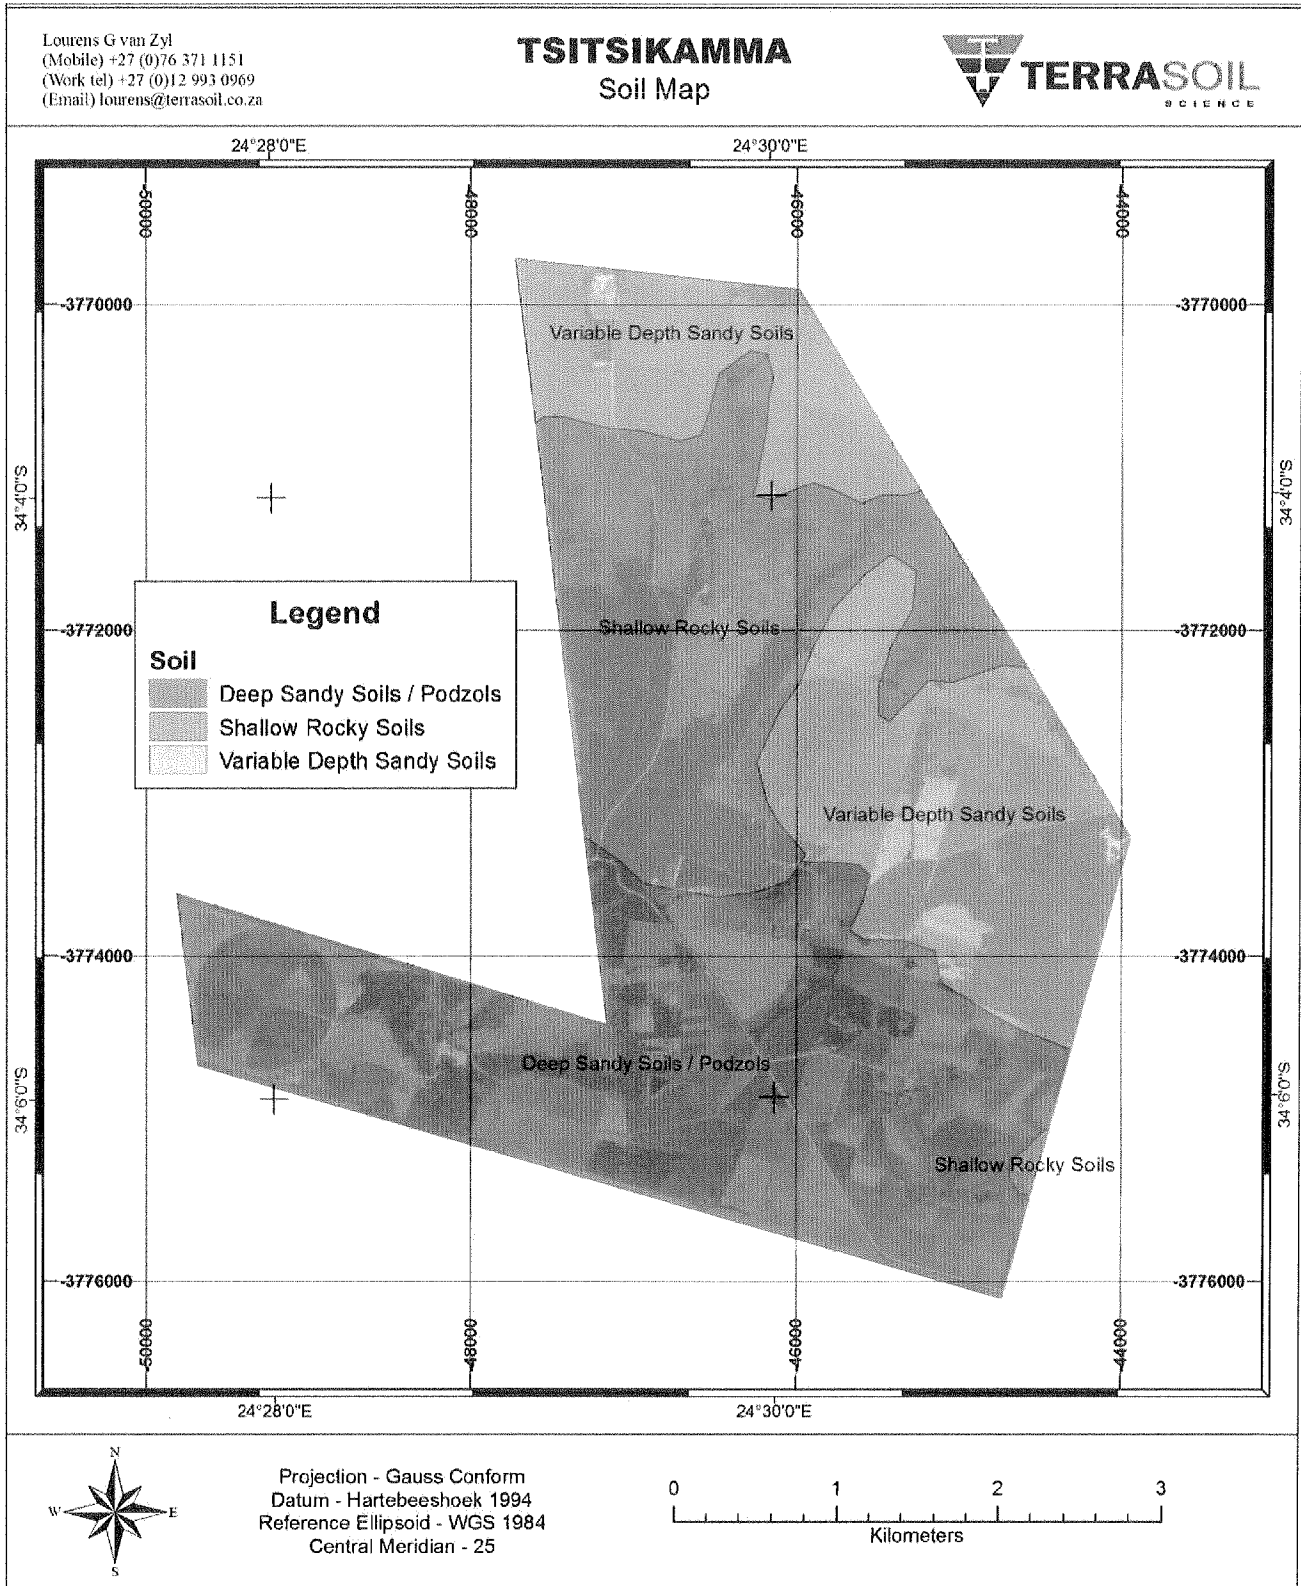 Lourens G van Zyl
(Mobile) +27 (0)76 371 1151
(Work tel) +27 (0)12 993 0969
(Email) lourens@terrasoil.co.za
TSITSIKAMMA
Soil Map
TERRASOIL
SCIENCE
24°28'0"E
24°30'0"E
-50000
-48000
-46000
-44000
-3770000
-3770000
Variable Depth Sandy Soils
34°4'0"S
34°4'0"S
Legend
Soil
Deep Sandy Soils / Podzols
Shallow Rocky Soils
Variable Depth Sandy Soils
-3772000
Shallow Rocky Soils
-3772000
Variable Depth Sandy Soils
-3774000
-3774000
Deep Sandy Soils / Podzols
34°6'0"S
34°6'0"S
Shallow Rocky Soils
-3776000
-3776000
-50000
-48000
-46000
-44000
24°28'0"E
24°30'0"E
N
W
E
S
Projection - Gauss Conform
Datum - Hartebeeshoek 1994
Reference Ellipsoid - WGS 1984
Central Meridian - 25
0
1
2
3
Kilometers